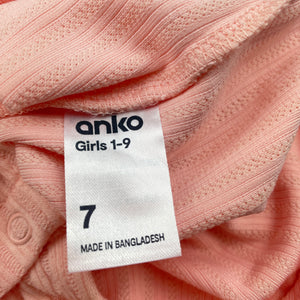 anko
Girls 1-9
7
MADE IN BANGLADESH